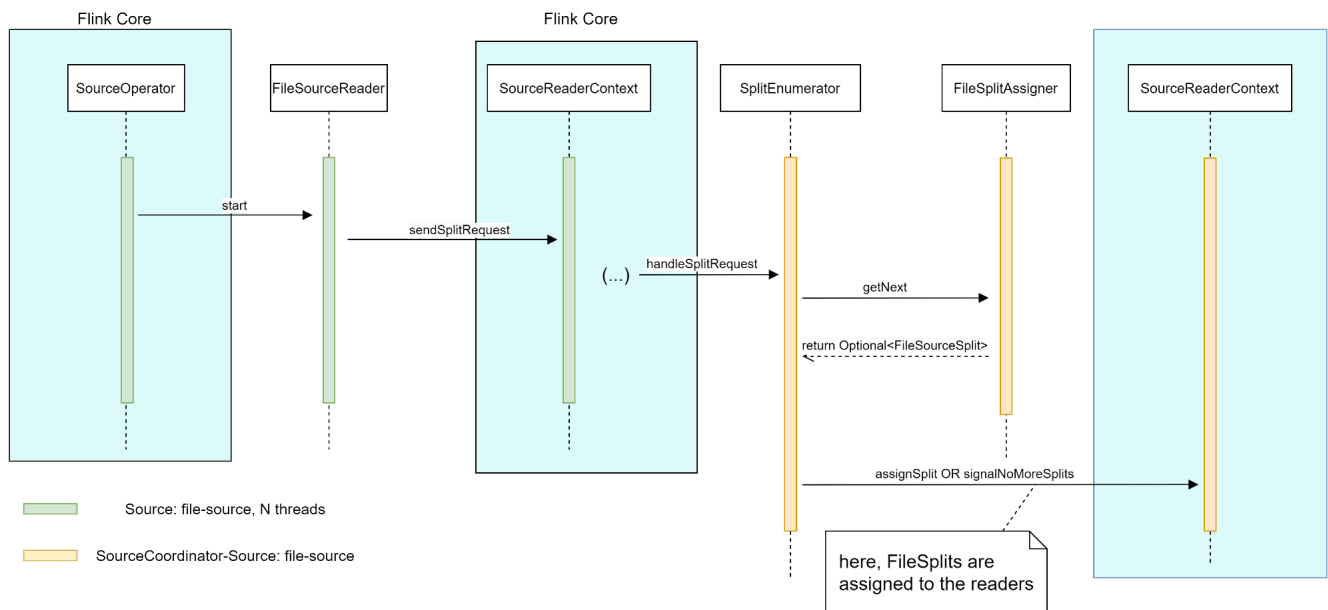 Flink Core
Flink Core
SourceOperator
FileSourceReader
SourceReaderContext
SplitEnumerator
FileSplitAssigner
SourceReaderContext
start
sendSplitRequest
(...)
handleSplitRequest
getNext
return Optional<FileSourceSplit>
assignSplit OR signalNoMoreSplits
Source: file-source, N threads
SourceCoordinator-Source: file-source
here, FileSplits are
assigned to the readers